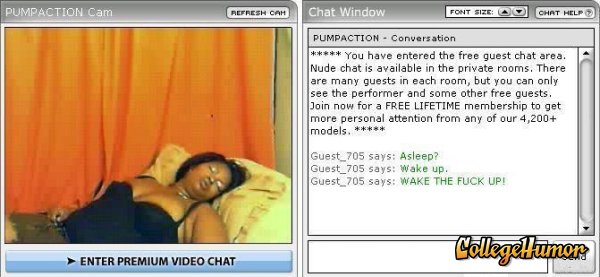 PUMPACTION Cam
REFRESH CAM
ENTER PREMIUM VIDEO CHAT
Chat Window
FONT SIZE:
CHAT HELP ?
PUMPACTION - Conversation
***** You have entered the free guest chat area.
Nude chat is available in the private rooms. There
are many guests in each room, but you can only
see the performer and some other free guests.
Join now for a FREE LIFETIME membership to get
more personal attention from any of our 4,200+
models. *****
Guest_705 says: Asleep?
Guest_705 says: Wake up.
Guest_705 says: WAKE THE FUCK UP!
Send
CollegeHumor